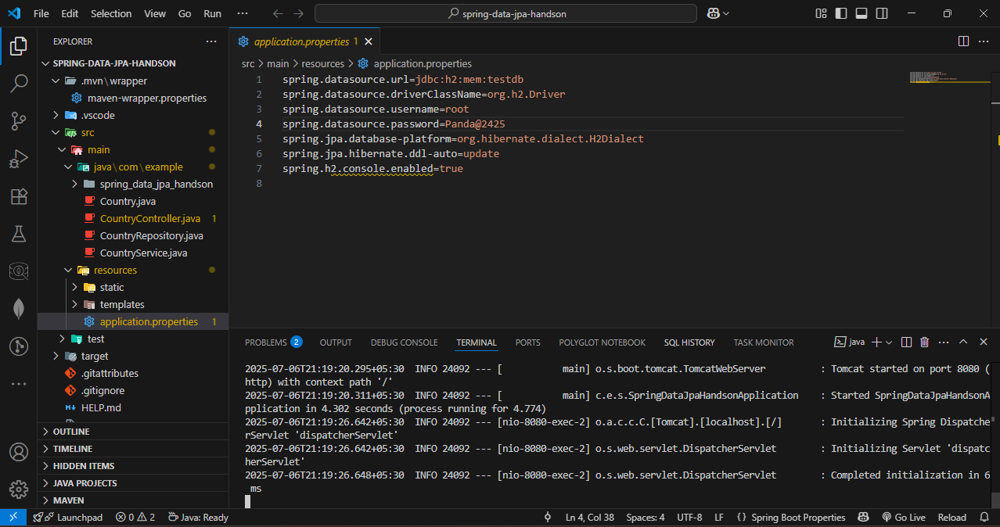 File Edit Selection View Go Run ··· spring-data-jpa-handson
EXPLORER ···
SPRING-DATA-JPA-HANDSON
.mvn \ wrapper
maven-wrapper.properties
.vscode
src
main
java \ com \ example
spring_data_jpa_handson
Country.java
CountryController.java 1
CountryRepository.java
CountryService.java
resources
static
templates
application.properties 1
test
target
.gitattributes
.gitignore
HELP.md
OUTLINE
TIMELINE
HIDDEN ITEMS
JAVA PROJECTS
MAVEN
application.properties 1
src > main > resources > application.properties
1 spring.datasource.url=jdbc:h2:mem:testdb
2 spring.datasource.driverClassName=org.h2.Driver
3 spring.datasource.username=root
4 spring.datasource.password=Panda@2425
5 spring.jpa.database-platform=org.hibernate.dialect.H2Dialect
6 spring.jpa.hibernate.ddl-auto=update
7 spring.h2.console.enabled=true
8
PROBLEMS 2 OUTPUT DEBUG CONSOLE TERMINAL PORTS POLYGLOT NOTEBOOK SQL HISTORY TASK MONITOR java
2025-07-06T21:19:20.295+05:30 INFO 24092 --- [ main] o.s.boot.tomcat.TomcatWebServer : Tomcat started on port 8080 (
http) with context path '/'
2025-07-06T21:19:20.311+05:30 INFO 24092 --- [ main] c.e.s.SpringDataJpaHandsonApplication : Started SpringDataJpaHandsonA
pplication in 4.302 seconds (process running for 4.774)
2025-07-06T21:19:26.642+05:30 INFO 24092 --- [nio-8080-exec-2] o.a.c.c.C.[Tomcat].[localhost].[/] : Initializing Spring Dispatche
rServlet 'dispatcherServlet'
2025-07-06T21:19:26.642+05:30 INFO 24092 --- [nio-8080-exec-2] o.s.web.servlet.DispatcherServlet : Initializing Servlet 'dispatc
herServlet'
2025-07-06T21:19:26.648+05:30 INFO 24092 --- [nio-8080-exec-2] o.s.web.servlet.DispatcherServlet : Completed initialization in 6
ms
Launchpad 0 2 Java: Ready Ln 4, Col 38 Spaces: 4 UTF-8 LF {} Spring Boot Properties Go Live Reload